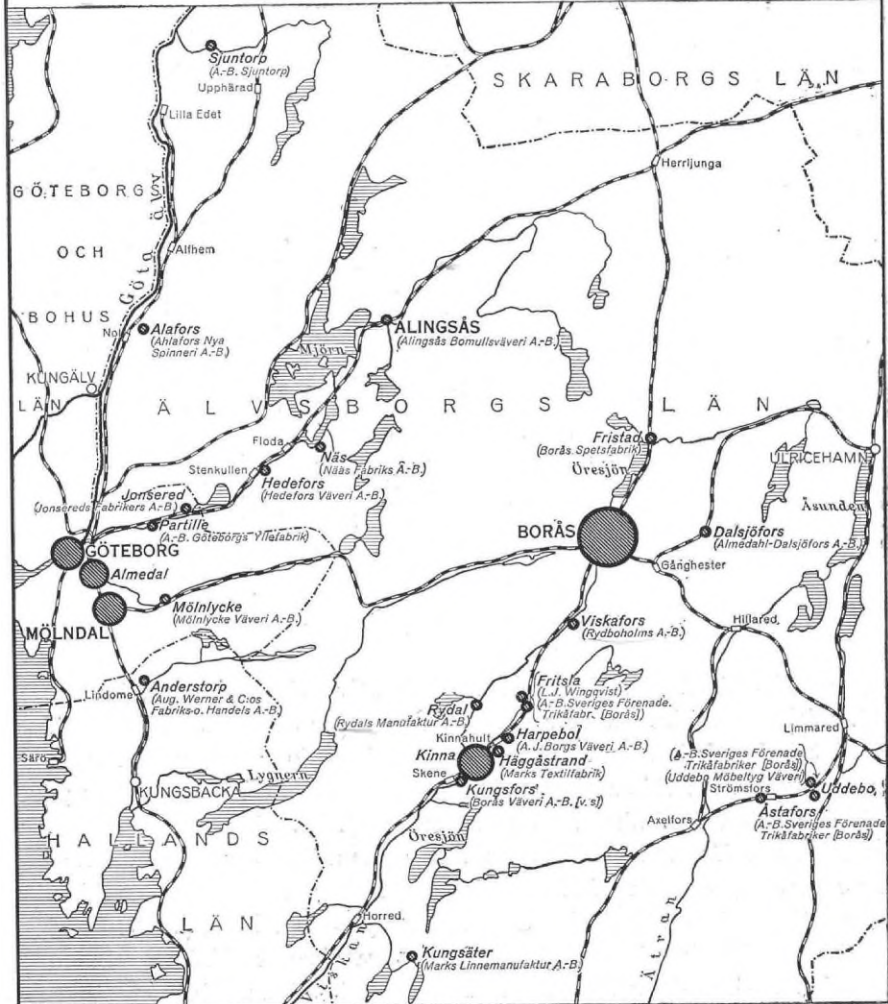 Sjuntorp
(A.-B. Sjuntorp)
Upphärad
SKARABORGS LÄN
Lilla Edet
Herrljunga
GÖTEBORGS
OCH
BOHUS
LÄN
Göta älv
Alfhem
Nol
Alafors
(Ahlafors Nya
Spinneri A.-B.)
ALINGSÅS
(Alingsås Bomullsväveri A.-B.)
Mjörn
KUNGÄLV
ÄLVSBORGS LÄN
Floda
Näs
(Nääs Fabriks A.-B.)
Stenkullen
Hedefors
(Hedefors Väveri A.-B.)
Fristad
(Borås Spetsfabrik)
Öresjön
ULRICEHAMN
Åsunden
Jonsered
(Jonsereds Fabrikers A.-B.)
Partille
(A.-B. Göteborgs Yllefabrik)
BORÅS
Dalsjöfors
(Almedahl-Dalsjöfors A.-B.)
Gånghester
GÖTEBORG
Almedal
Mölnlycke
(Mölnlycke Väveri A.-B.)
MÖLNDAL
Viskafors
(Rydboholms A.-B.)
Hillared
Anderstorp
(Aug. Werner & C:os
Fabriks-o. Handels A.-B.)
Lindome
Fritsla
(L.J. Wingqvist)
(A.-B. Sveriges Förenade
Trikåfabr. [Borås])
Rydal
(Rydals Manufaktur A.-B.)
Limmared
Kinnahult
Harpebol
(A.J. Borgs Väveri A.-B.)
Kinna
Häggåstrand
(Marks Textilfabrik)
Särö
Lygnern
Skene
Kungsfors
(Borås Väveri A.-B. [v. s])
(A.-B. Sveriges Förenade
Trikåfabriker [Borås])
(Uddebo Möbeltyg Väveri)
Uddebo
Strömsfors
KUNGSBACKA
Åstafors
(A.-B. Sveriges Förenade
Trikåfabriker [Borås])
Axelfors
Öresjön
HALLANDS
LÄN
Horred.
Viskan
Ätran
Kungsäter
(Marks Linnemanufaktur A.-B.)